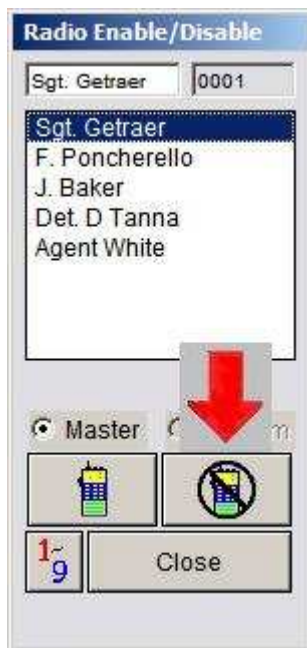 Radio Enable/Disable
Sgt. Getraer 0001
Sgt. Getraer
F. Poncherello
J. Baker
Det. D Tanna
Agent White
Master
1~9
Close